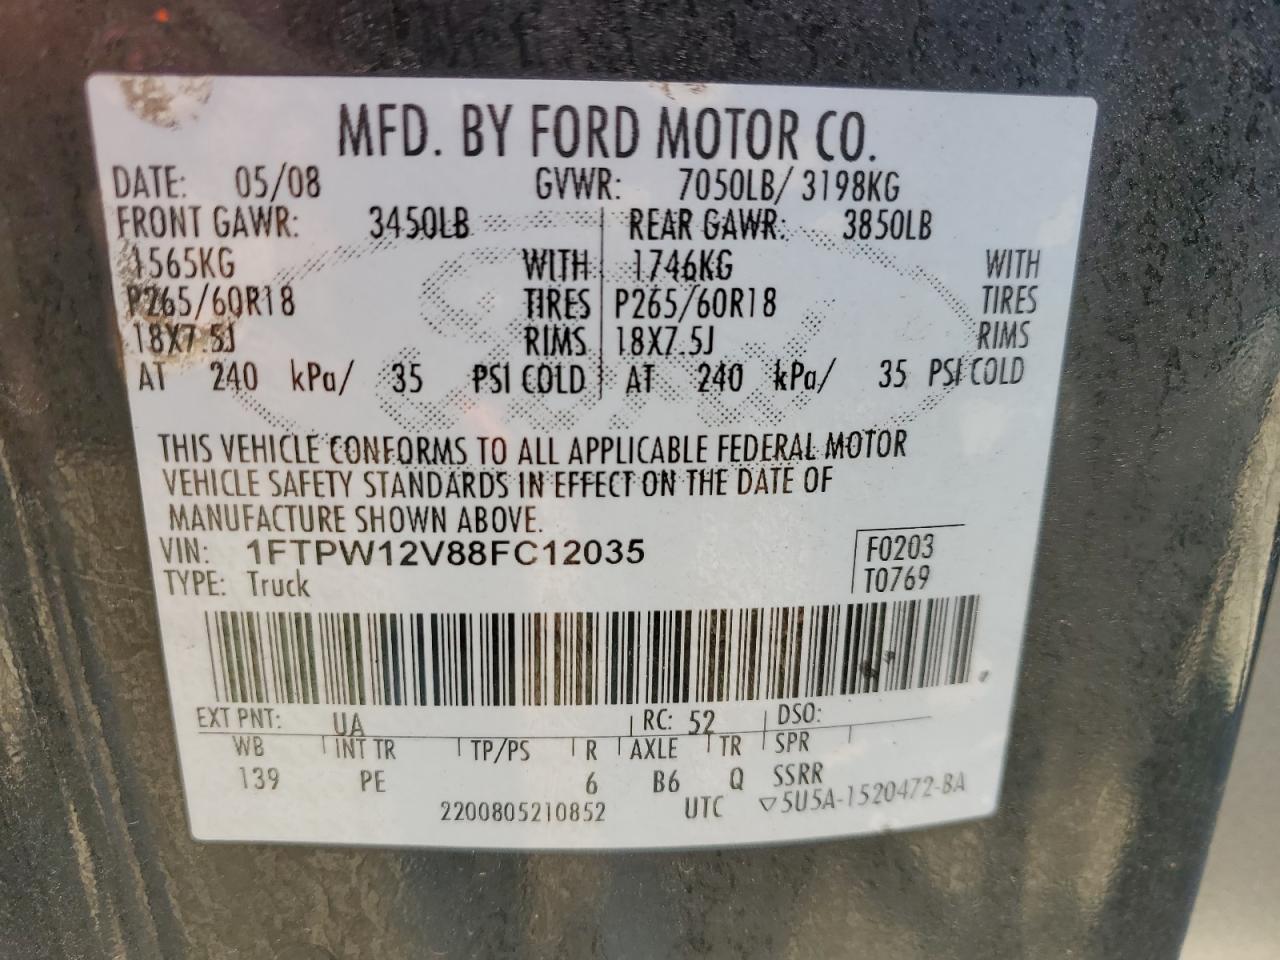 MFD. BY FORD MOTOR CO.
DATE: 05/08 GVWR: 7050LB/ 3198KG
FRONT GAWR: 3450LB REAR GAWR: 3850LB
1565KG WITH 1746KG WITH
P265/60R18 TIRES P265/60R18 TIRES
18X7.5J RIMS 18X7.5J RIMS
AT 240 kPa/ 35 PSI COLD AT 240 kPa/ 35 PSI COLD
THIS VEHICLE CONFORMS TO ALL APPLICABLE FEDERAL MOTOR
VEHICLE SAFETY STANDARDS IN EFFECT ON THE DATE OF
MANUFACTURE SHOWN ABOVE.
VIN: 1FTPW12V88FC12035 F0203
TYPE: Truck T0769
EXT PNT: UA RC: 52 DSO:
WB INT TR TP/PS R AXLE TR SPR
139 PE 6 B6 Q SSRR
2200805210852 UTC ▽5U5A-1520472-BA